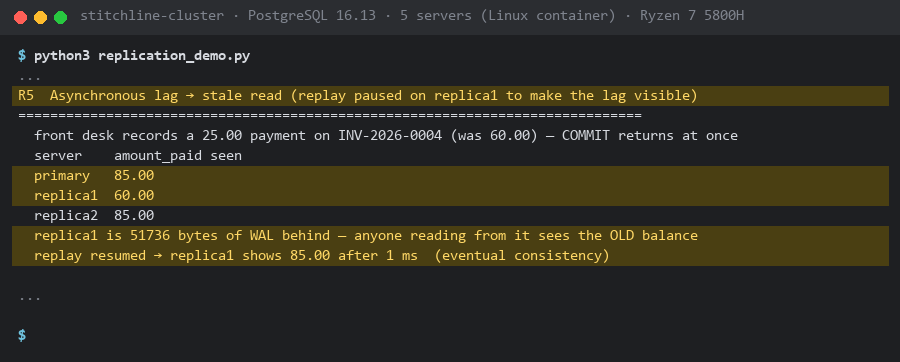 stitchline-cluster · PostgreSQL 16.13 · 5 servers (Linux container) · Ryzen 7 5800H
$ python3 replication_demo.py
...
R5  Asynchronous lag → stale read (replay paused on replica1 to make the lag visible)
==============================================================================
front desk records a 25.00 payment on INV-2026-0004 (was 60.00) — COMMIT returns at once
server    amount_paid seen
primary   85.00
replica1  60.00
replica2  85.00
replica1 is 51736 bytes of WAL behind — anyone reading from it sees the OLD balance
replay resumed → replica1 shows 85.00 after 1 ms  (eventual consistency)
...
$